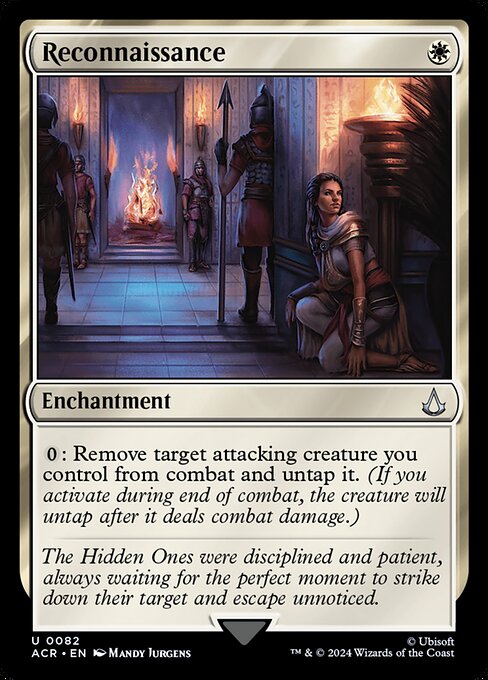 Reconnaissance
Enchantment
0: Remove target attacking creature you
control from combat and untap it. (If you
activate during end of combat, the creature will
untap after it deals combat damage.)
The Hidden Ones were disciplined and patient,
always waiting for the perfect moment to strike
down their target and escape unnoticed.
U 0082
ACR • EN Mandy Jurgens
© Ubisoft
™ & © 2024 Wizards of the Coast